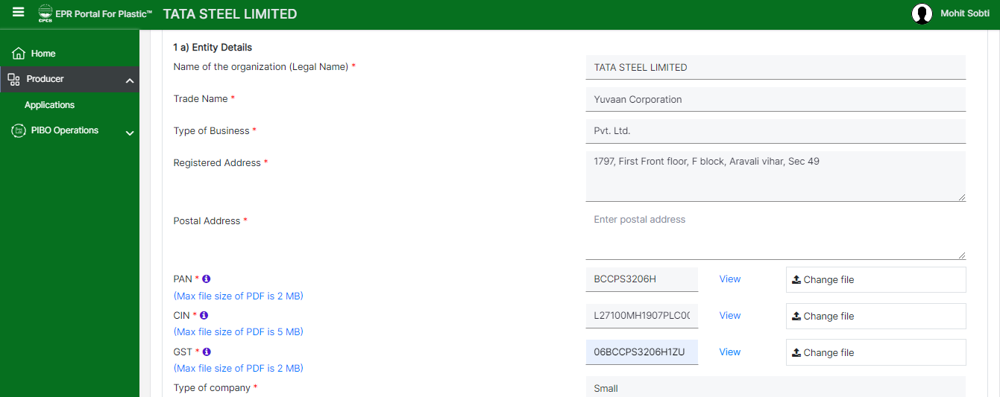 EPR Portal For Plastic™ TATA STEEL LIMITED Mohit Sobti
CPCB
Home
Producer
Applications
PIBO Operations
1 a) Entity Details
Name of the organization (Legal Name) * TATA STEEL LIMITED
Trade Name * Yuvaan Corporation
Type of Business * Pvt. Ltd.
Registered Address * 1797, First Front floor, F block, Aravali vihar, Sec 49
Postal Address * Enter postal address
PAN * BCCPS3206H View Change file
(Max file size of PDF is 2 MB)
CIN * L27100MH1907PLC00 View Change file
(Max file size of PDF is 5 MB)
GST * 06BCCPS3206H1ZU View Change file
(Max file size of PDF is 2 MB)
Type of company * Small